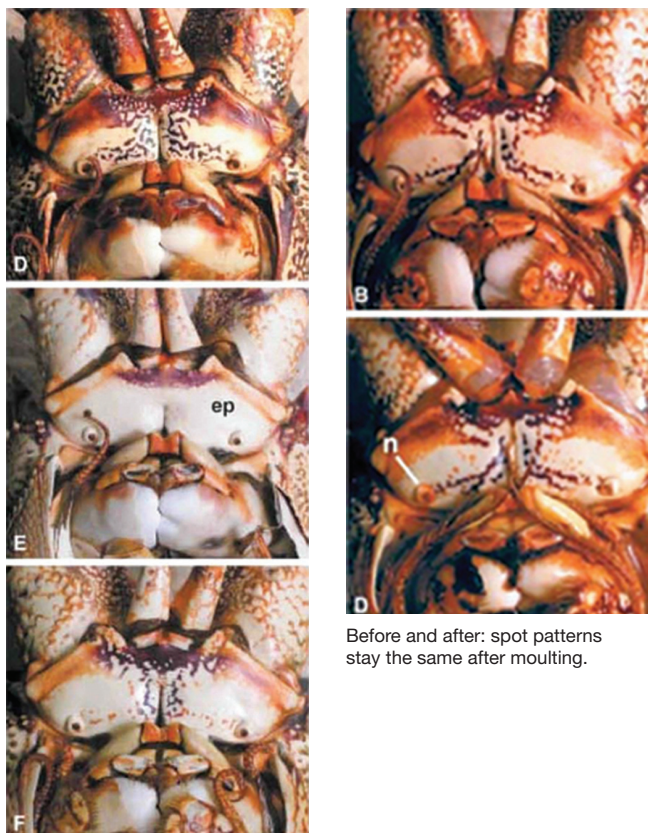 D
B
ep
E
n
D
F
Before and after: spot patterns
stay the same after moulting.